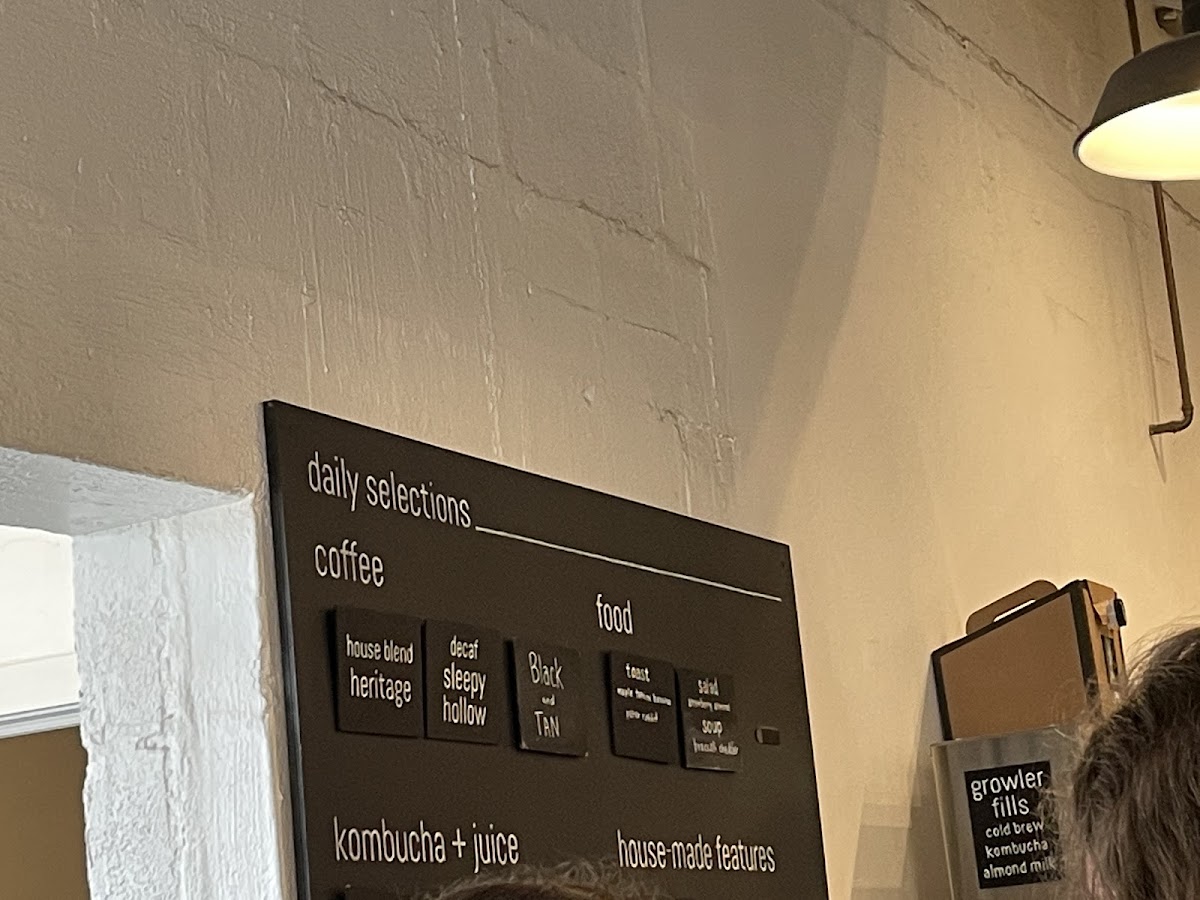 daily selections
coffee
food
house blend
heritage
decaf
sleepy
hollow
Black
and
TAN
toast
salad
soup
kombucha + juice
house-made features
growler
fills
cold brew
kombucha
almond milk